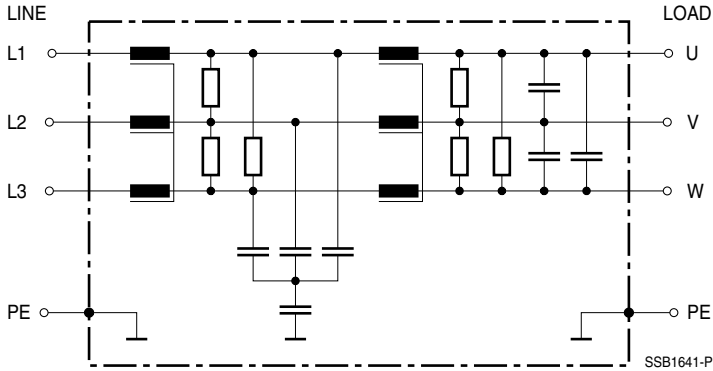 LINE LOAD
L1 U
L2 V
L3 W
PE PE
SSB1641-P